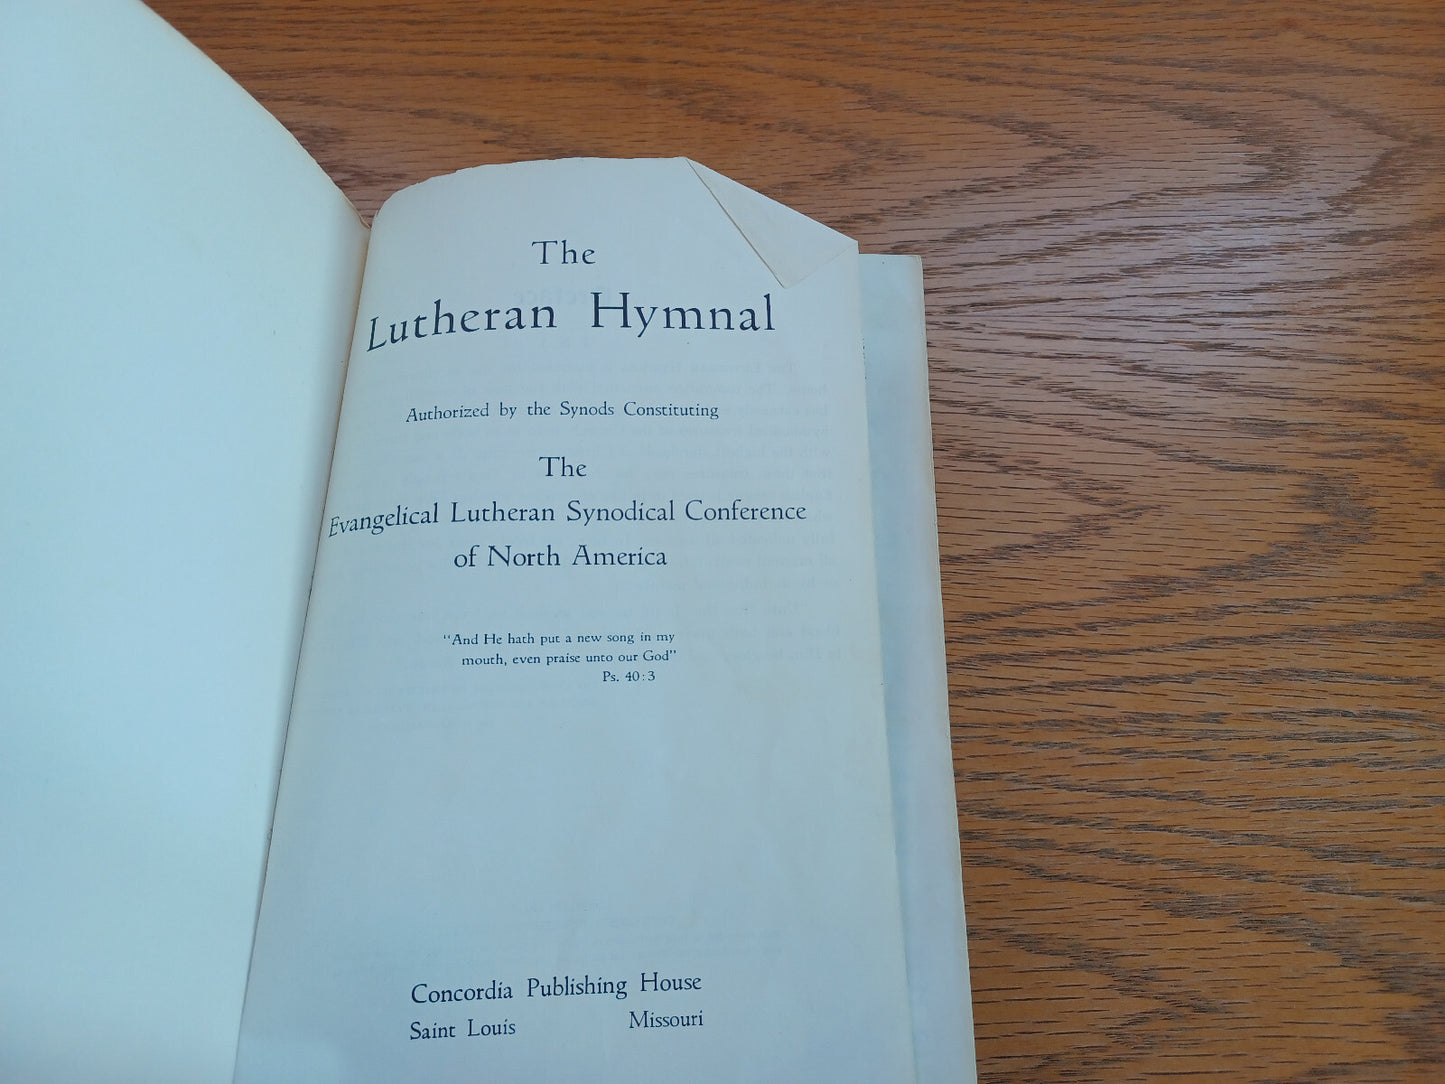 The
Lutheran Hymnal
Authorized by the Synods Constituting
The
Evangelical Lutheran Synodical Conference
of North America
"And He hath put a new song in my
mouth, even praise unto our God"
Ps. 40:3
Concordia Publishing House
Saint Louis Missouri